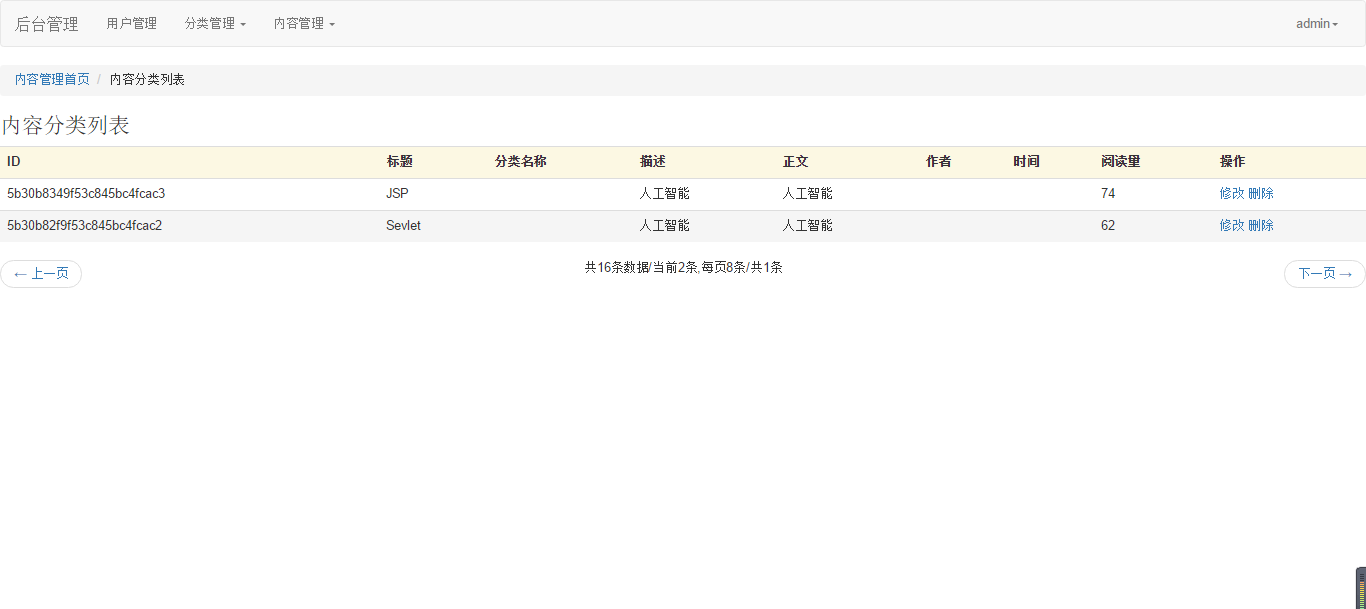 后台管理 用户管理 分类管理 内容管理 admin
内容管理首页 / 内容分类列表
内容分类列表
ID 标题 分类名称 描述 正文 作者 时间 阅读量 操作
5b30b8349f53c845bc4fcac3 JSP 人工智能 人工智能 74 修改 删除
5b30b82f9f53c845bc4fcac2 Sevlet 人工智能 人工智能 62 修改 删除
← 上一页 共16条数据/当前2条,每页8条/共1条 下一页 →